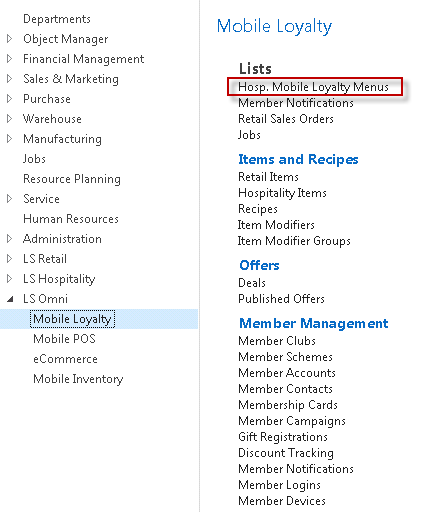 Departments
Object Manager
Financial Management
Sales & Marketing
Purchase
Warehouse
Manufacturing
Jobs
Resource Planning
Service
Human Resources
Administration
LS Retail
LS Hospitality
LS Omni
Mobile Loyalty
Mobile POS
eCommerce
Mobile Inventory
Mobile Loyalty
Lists
Hosp. Mobile Loyalty Menus
Member Notifications
Retail Sales Orders
Jobs
Items and Recipes
Retail Items
Hospitality Items
Recipes
Item Modifiers
Item Modifier Groups
Offers
Deals
Published Offers
Member Management
Member Clubs
Member Schemes
Member Accounts
Member Contacts
Membership Cards
Member Campaigns
Gift Registrations
Discount Tracking
Member Notifications
Member Logins
Member Devices